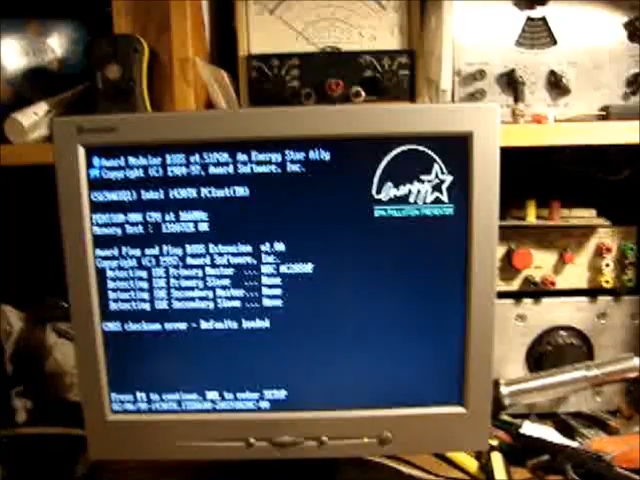 Award Modular BIOS v4.51PG, An Energy Star Ally
Copyright (C) 1984-97, Award Software, Inc.
Intel i430TX PCIset(TM)
PENTIUM-MMX CPU at 166MHz
Memory Test : OK
Award Plug and Play BIOS Extension v1.0A
Copyright (C) 1997, Award Software, Inc.
Detecting IDE Primary Master ... WDC
Detecting IDE Primary Slave ... None
Detecting IDE Secondary Master... None
Detecting IDE Secondary Slave ... None
CMOS checksum error - Defaults loaded
Press F1 to continue, DEL to enter SETUP
energy
EPA POLLUTION PREVENTER